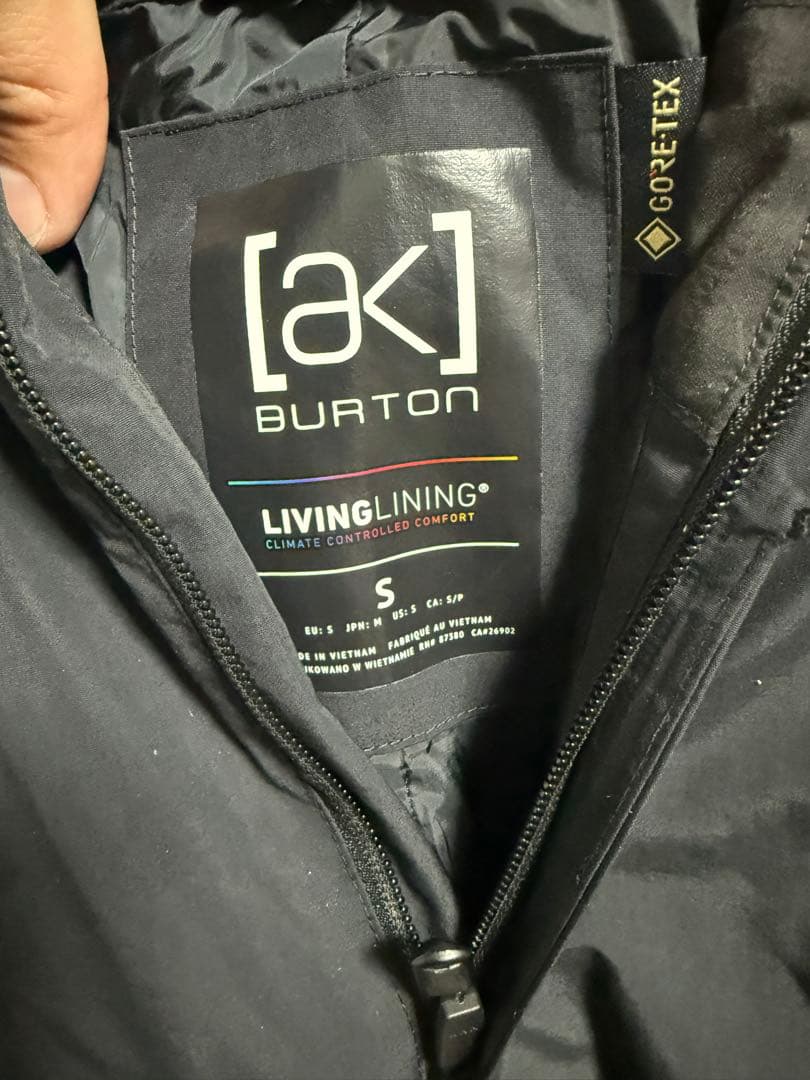 [ak]
BURTON
LIVINGLINING®
CLIMATE CONTROLLED COMFORT
S
EU: S JPN: M US: S CA: S/P
DE IN VIETNAM FABRIQUÉ AU VIETNAM
IKOWANO W WIETNAMIE RN# 87380 CA#26902
GORE-TEX